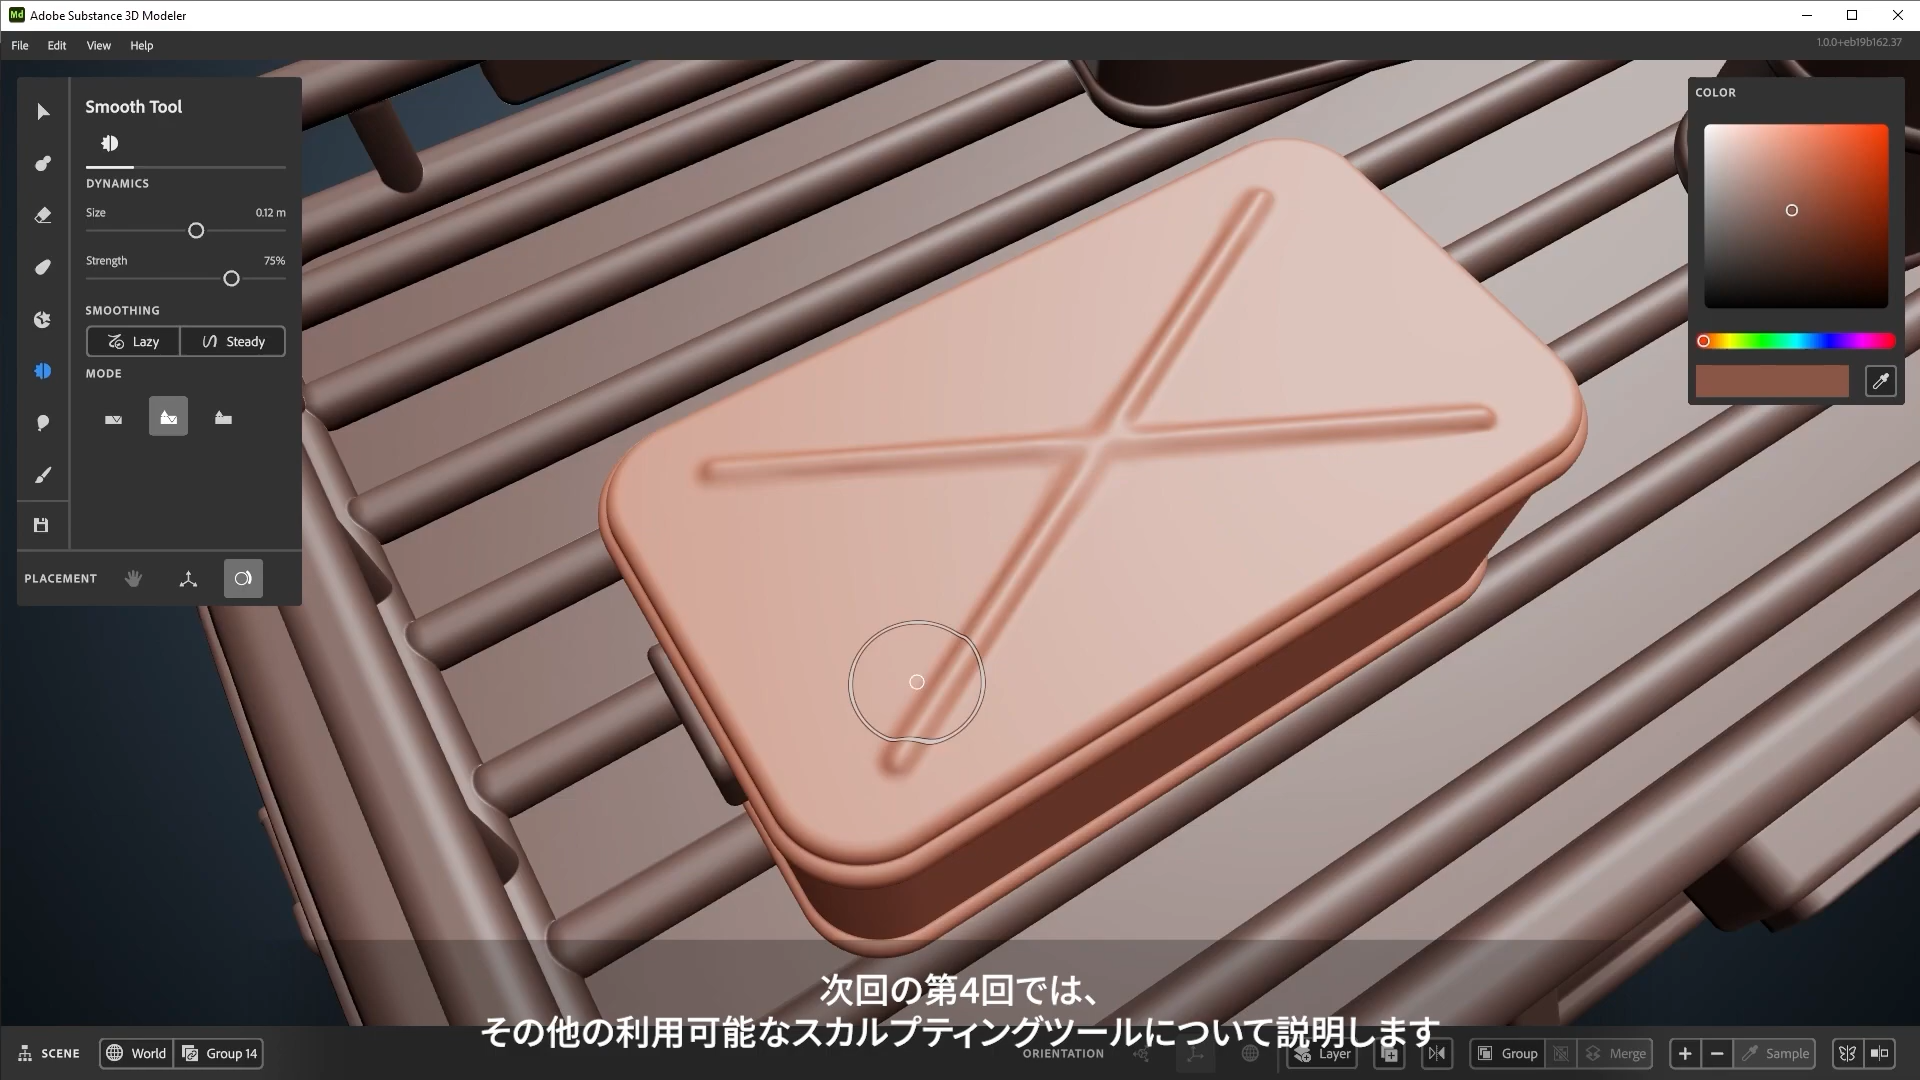 Md Adobe Substance 3D Modeler
File Edit View Help
1.0.0+eb19b162.37
Smooth Tool
DYNAMICS
Size 0.12 m
Strength 75%
SMOOTHING
Lazy Steady
MODE
PLACEMENT
COLOR
次回の第4回では、
その他の利用可能なスカルプティングツールについて説明します
SCENE World Group 14 ORIENTATION Layer Group Merge Sample